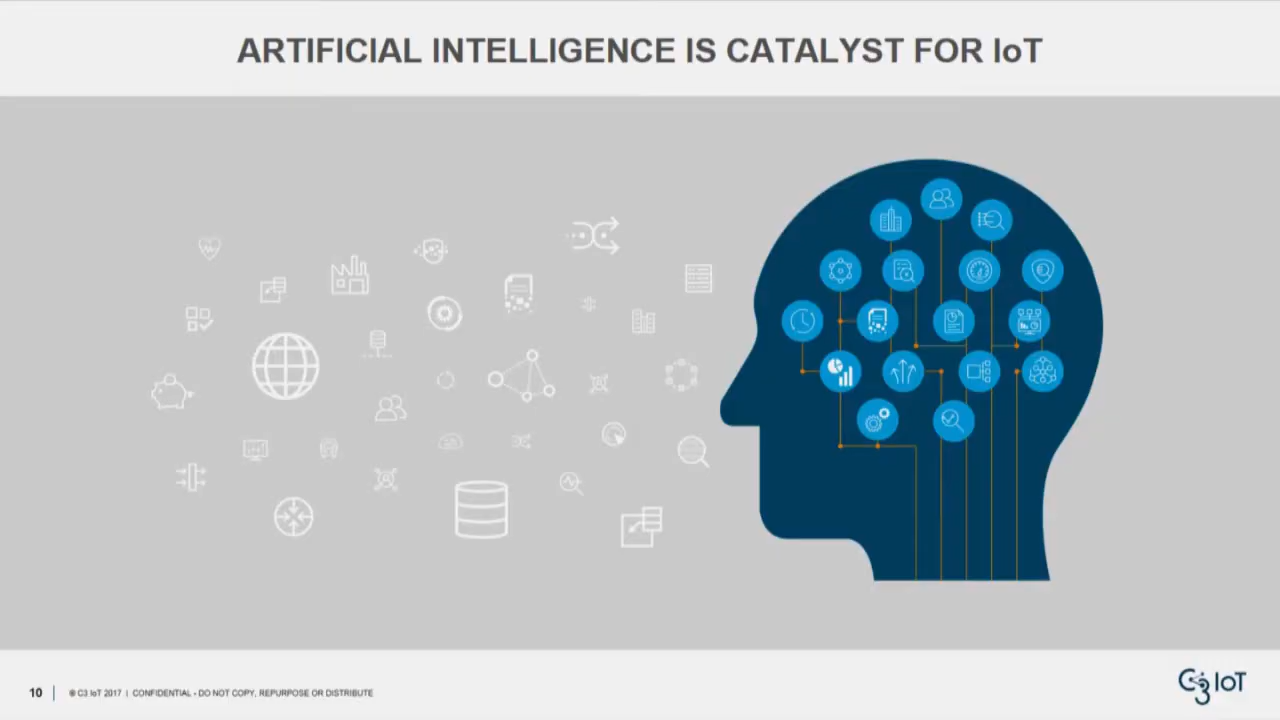 ARTIFICIAL INTELLIGENCE IS CATALYST FOR IoT
10 | © C3 IoT 2017 | CONFIDENTIAL - DO NOT COPY, REPURPOSE OR DISTRIBUTE
C3 IoT